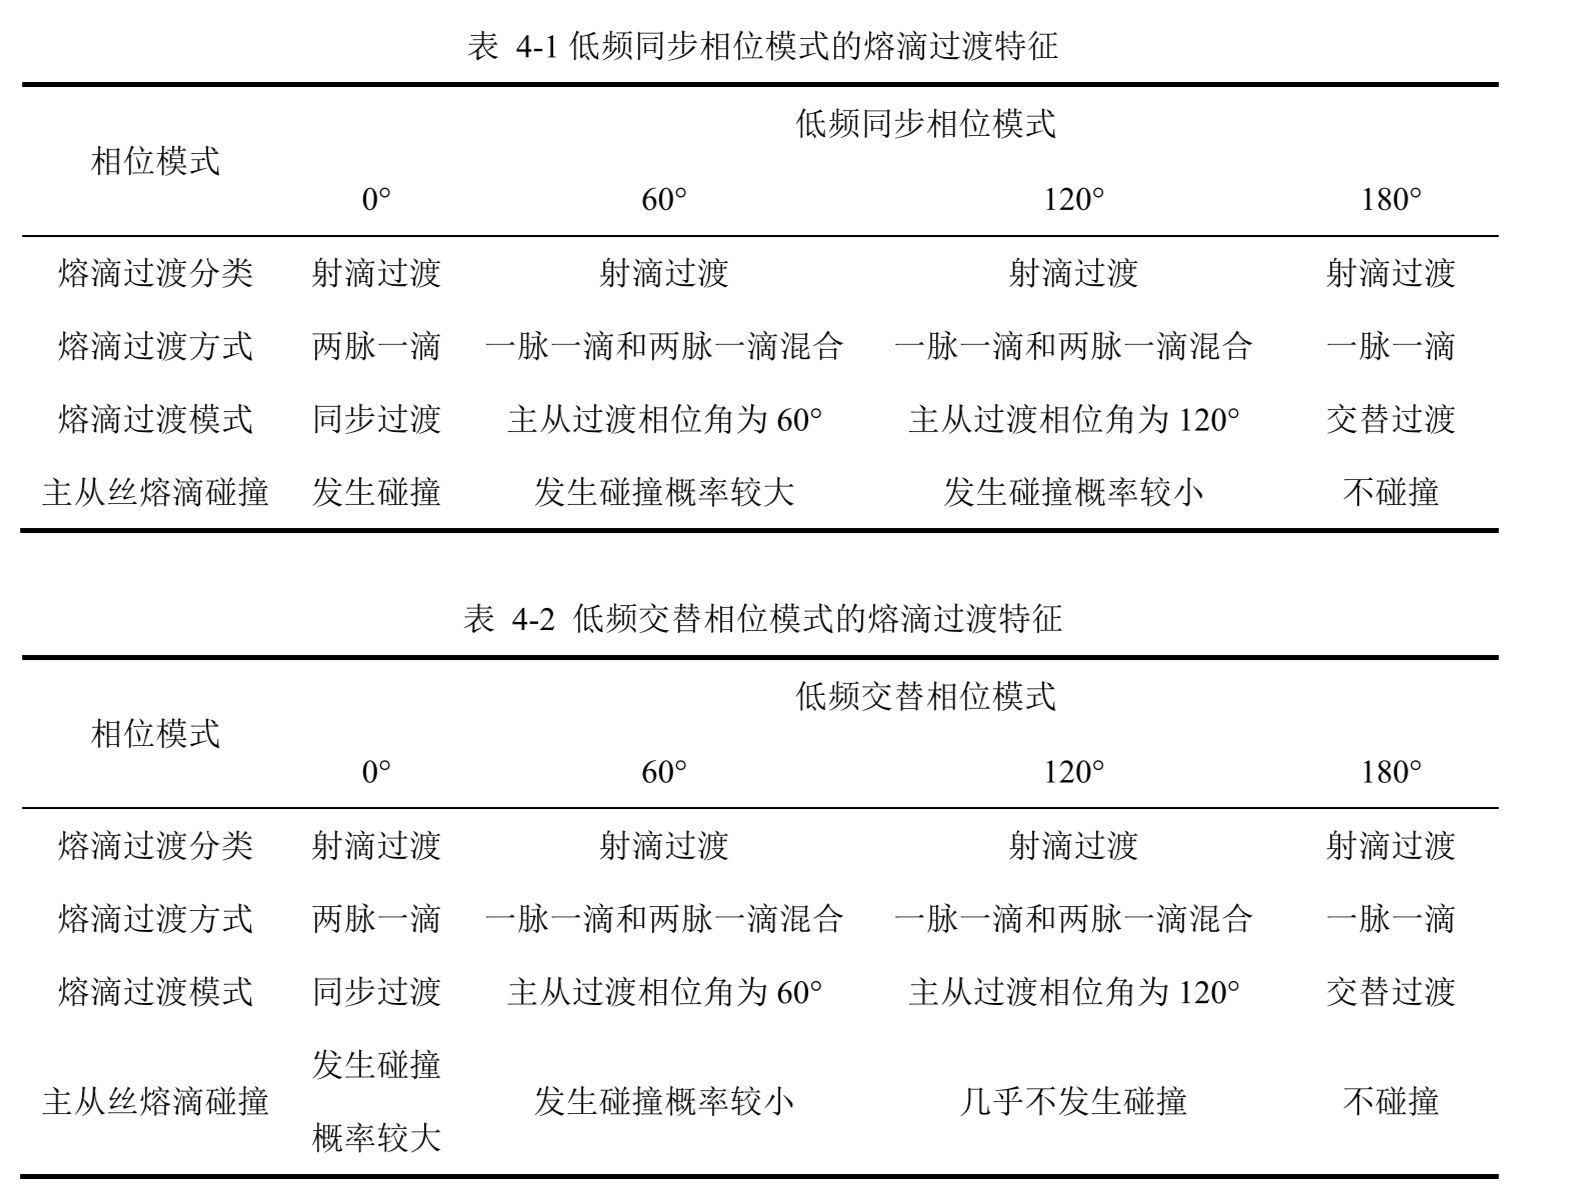 表 4-1 低频同步相位模式的熔滴过渡特征
相位模式
低频同步相位模式
0° 60° 120° 180°
熔滴过渡分类 射滴过渡 射滴过渡 射滴过渡 射滴过渡
熔滴过渡方式 两脉一滴 一脉一滴和两脉一滴混合 一脉一滴和两脉一滴混合 一脉一滴
熔滴过渡模式 同步过渡 主从过渡相位角为 60° 主从过渡相位角为 120° 交替过渡
主从丝熔滴碰撞 发生碰撞 发生碰撞概率较大 发生碰撞概率较小 不碰撞
表 4-2 低频交替相位模式的熔滴过渡特征
相位模式
低频交替相位模式
0° 60° 120° 180°
熔滴过渡分类 射滴过渡 射滴过渡 射滴过渡 射滴过渡
熔滴过渡方式 两脉一滴 一脉一滴和两脉一滴混合 一脉一滴和两脉一滴混合 一脉一滴
熔滴过渡模式 同步过渡 主从过渡相位角为 60° 主从过渡相位角为 120° 交替过渡
主从丝熔滴碰撞
发生碰撞
概率较大
发生碰撞概率较小 几乎不发生碰撞 不碰撞